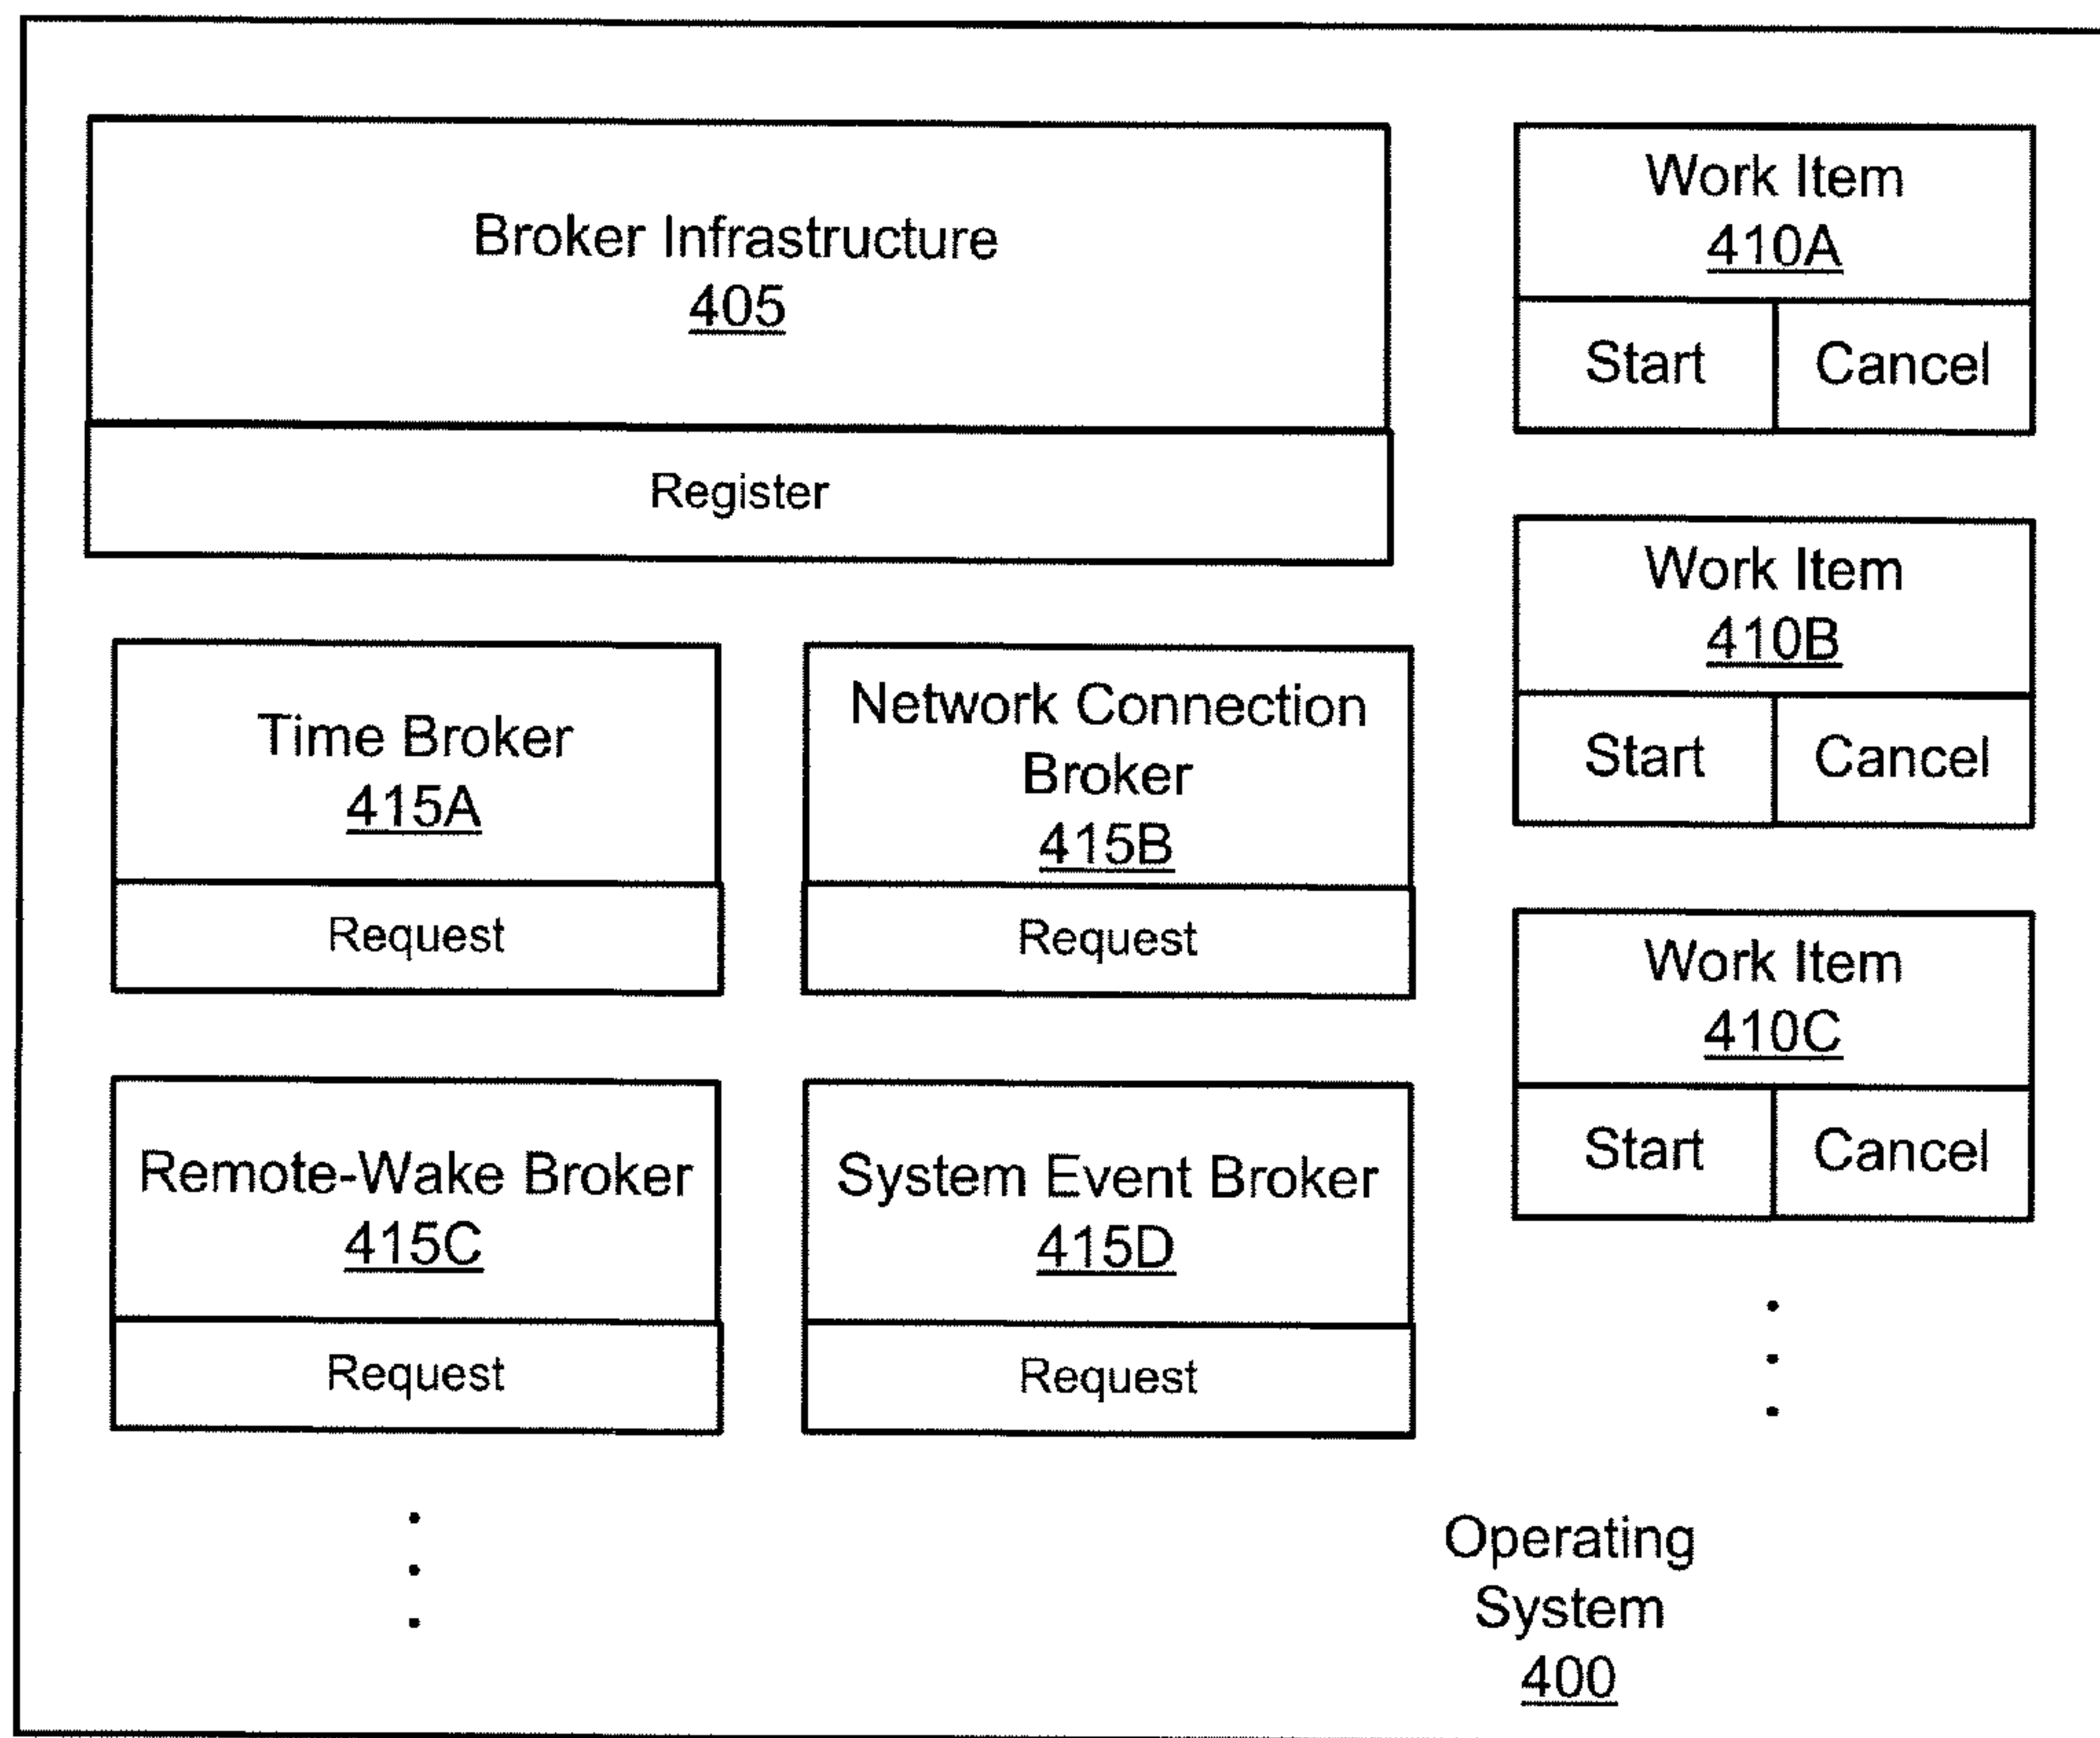 Broker Infrastructure
405
Register
Work Item
410A
Start Cancel
Work Item
410B
Start Cancel
Work Item
410C
Start Cancel
Time Broker
415A
Request
Network Connection
Broker
415B
Request
Remote-Wake Broker
415C
Request
System Event Broker
415D
Request
Operating
System
400